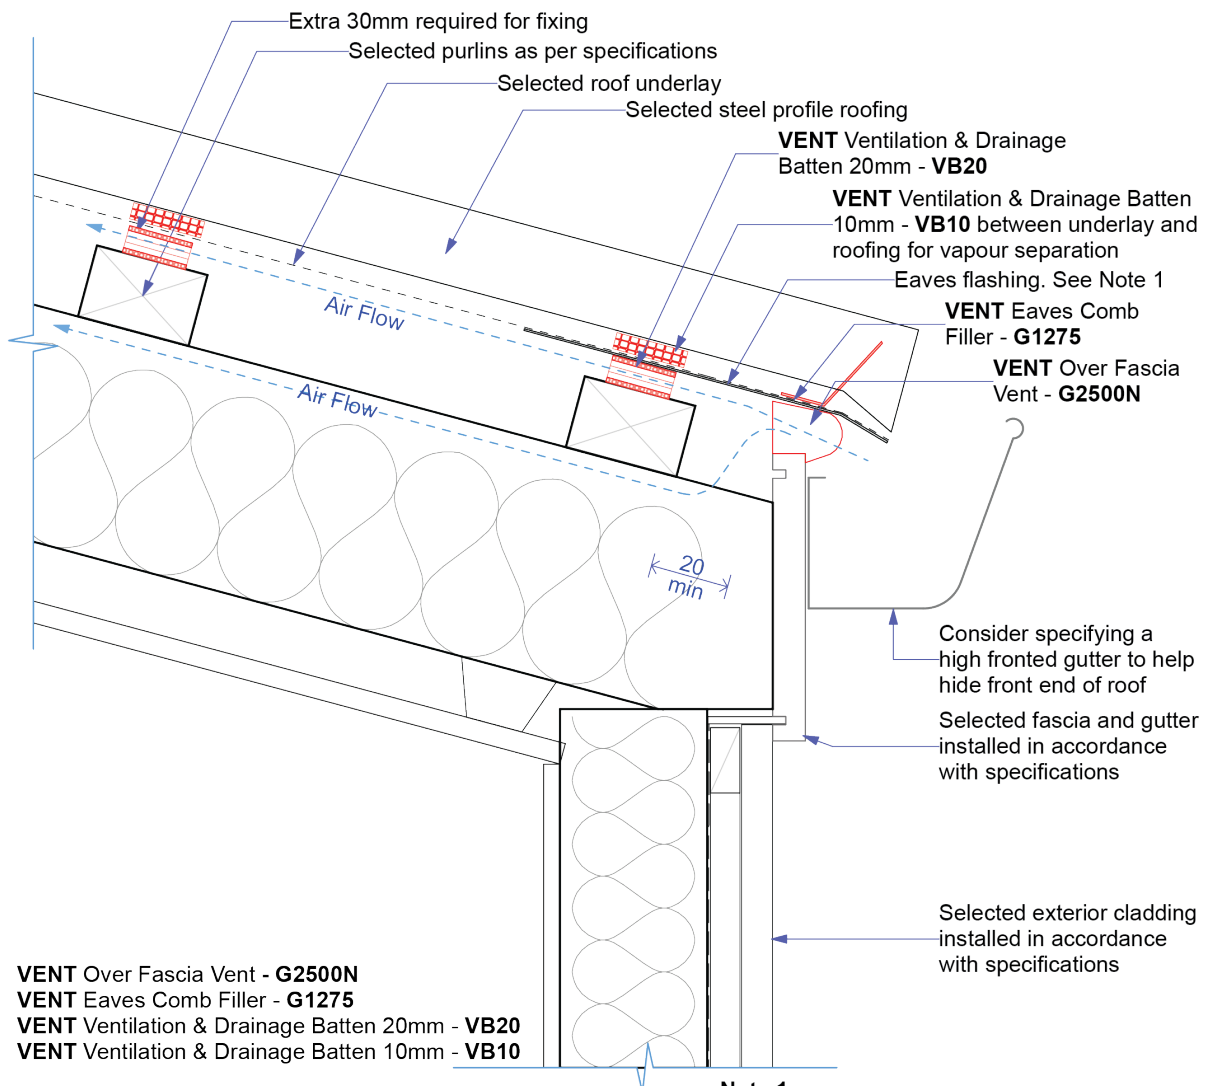 Extra 30mm required for fixing
Selected purlins as per specifications
Selected roof underlay
Selected steel profile roofing
VENT Ventilation & Drainage
Batten 20mm - VB20
VENT Ventilation & Drainage Batten
10mm - VB10 between underlay and
roofing for vapour separation
Eaves flashing. See Note 1
VENT Eaves Comb
Filler - G1275
VENT Over Fascia
Vent - G2500N
Air Flow
Air Flow
20
min
Consider specifying a
high fronted gutter to help
hide front end of roof
Selected fascia and gutter
installed in accordance
with specifications
Selected exterior cladding
installed in accordance
with specifications
VENT Over Fascia Vent - G2500N
VENT Eaves Comb Filler - G1275
VENT Ventilation & Drainage Batten 20mm - VB20
VENT Ventilation & Drainage Batten 10mm - VB10
Note 1